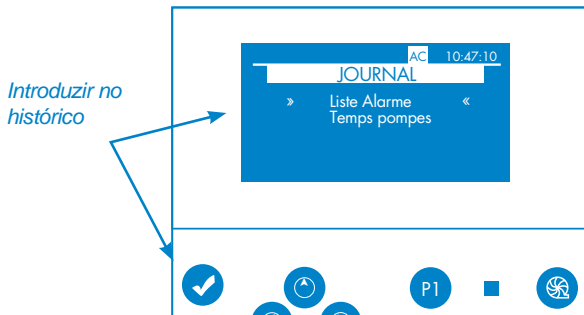 AC 10:47:10
JOURNAL
Introduzir no
histórico
» Liste Alarme «
Temps pompes
P1